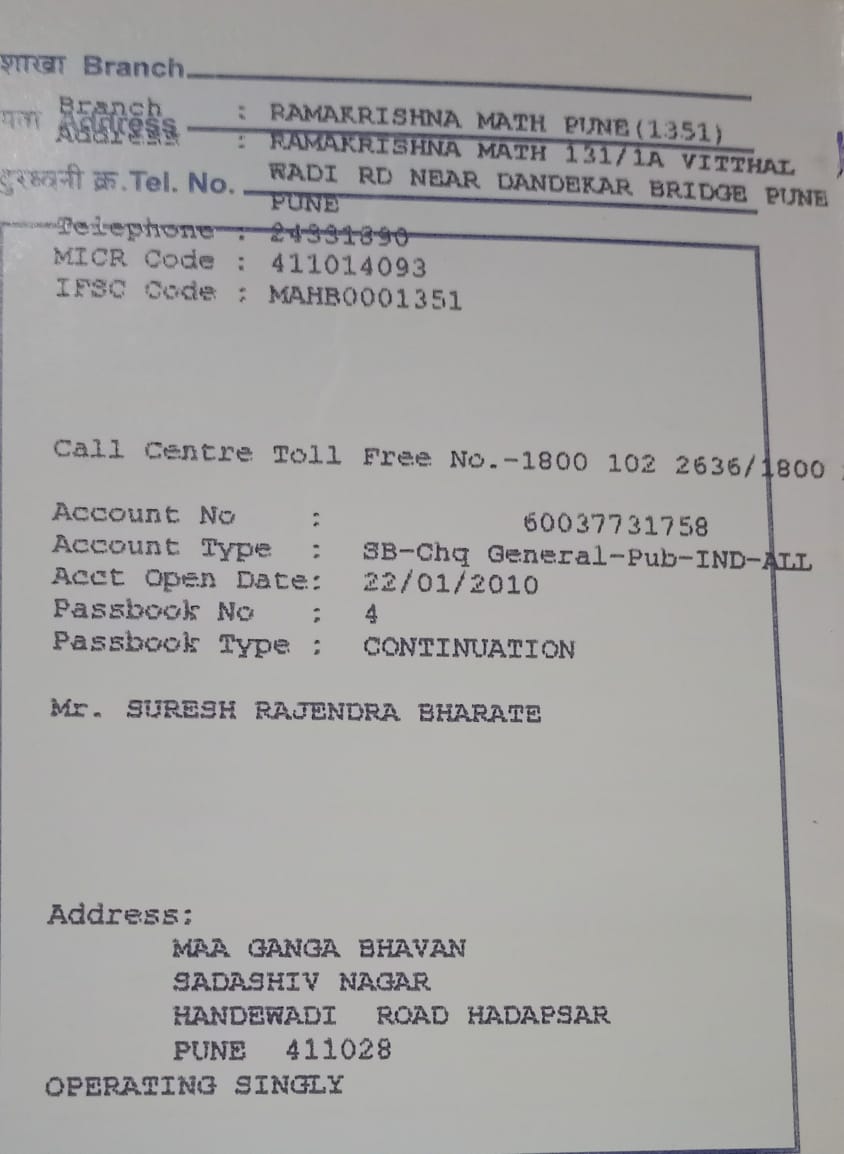 शाखा Branch
Branch : RAMAKRISHNA MATH PUNE(1351)
पता Address
Address : RAMAKRISHNA MATH 131/1A VITTHAL
WADI RD NEAR DANDEKAR BRIDGE PUNE
दुरध्वनी क्र.Tel. No.
PUNE
Telephone : 24331390
MICR Code : 411014093
IFSC Code : MAHB0001351
Call Centre Toll Free No.-1800 102 2636/1800
Account No : 60037731758
Account Type : SB-Chq General-Pub-IND-ALL
Acct Open Date: 22/01/2010
Passbook No : 4
Passbook Type : CONTINUATION
Mr. SURESH RAJENDRA BHARATE
Address:
MAA GANGA BHAVAN
SADASHIV NAGAR
HANDEWADI ROAD HADAPSAR
PUNE 411028
OPERATING SINGLY